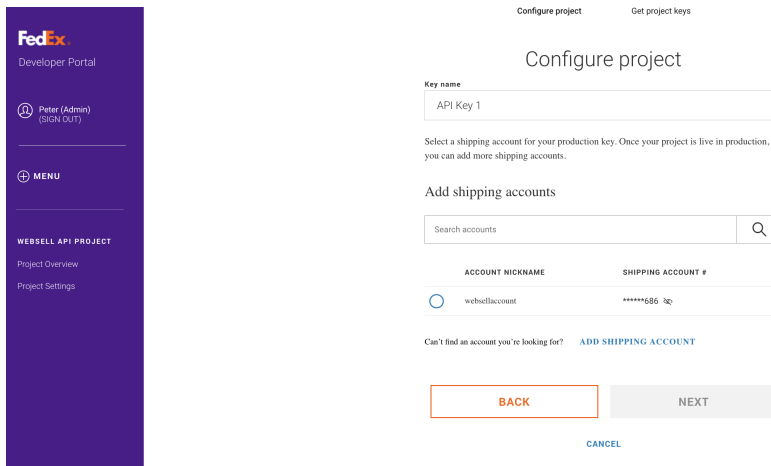 FedEx.
Developer Portal
Peter (Admin)
(SIGN OUT)
MENU
WEBSELL API PROJECT
Project Overview
Project Settings
Configure project Get project keys
Configure project
Key name
API Key 1
Select a shipping account for your production key. Once your project is live in production,
you can add more shipping accounts.
Add shipping accounts
Search accounts
ACCOUNT NICKNAME SHIPPING ACCOUNT #
websellaccount ******686
Can't find an account you're looking for? ADD SHIPPING ACCOUNT
BACK NEXT
CANCEL